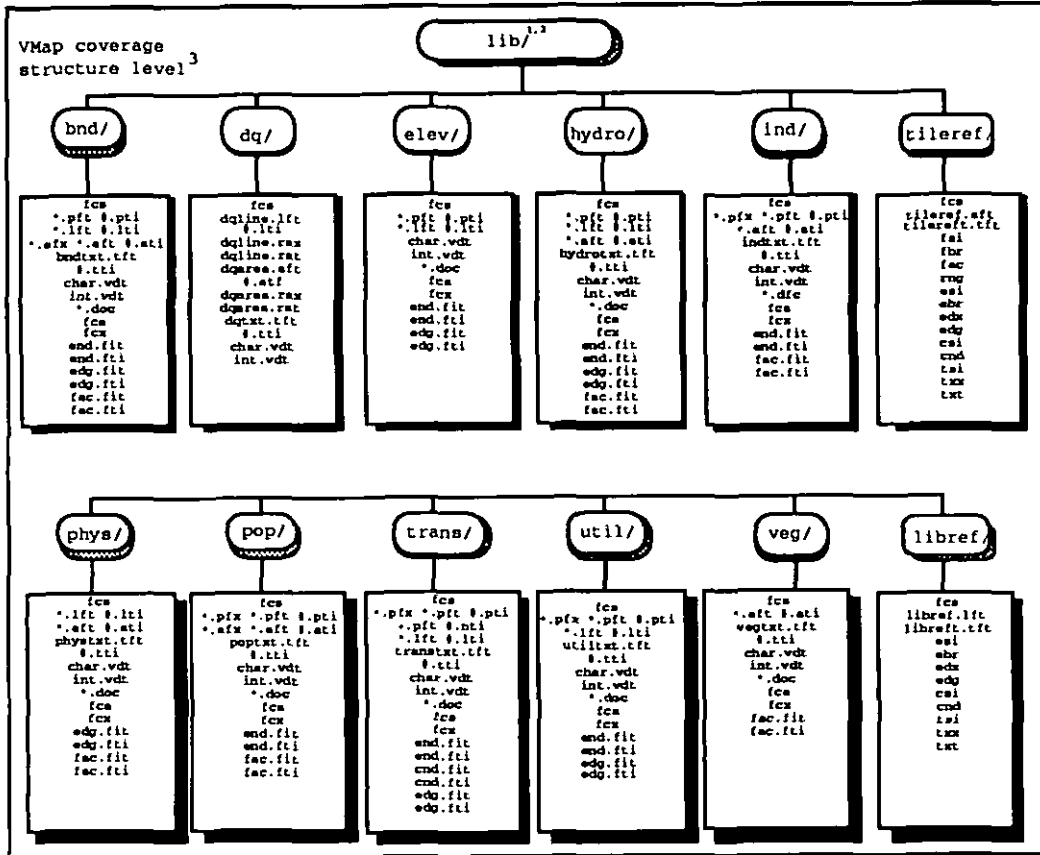 VMap coverage
structure level3
lib/1,2
bnd/
dq/
elev/
hydro/
ind/
tileref/
fcs
*.pft #.pti
*.lft #.lti
*.afx *.aft #.ati
bndtxt.tft
#.tti
char.vdt
int.vdt
*.doc
fca
fcx
end.fit
end.fti
edg.fit
edg.fti
fac.fit
fac.fti
fcs
dqline.lft
#.lti
dqline.rax
dqline.rat
dqarea.aft
#.atf
dqarea.rax
dqarea.rat
dqtxt.tft
#.tti
char.vdt
int.vdt
fcs
*.pft #.pti
*.lft #.lti
char.vdt
int.vdt
*.doc
fca
fcx
end.fit
end.fti
edg.fit
edg.fti
fcs
*.pft #.pti
*.lft #.lti
*.aft #.ati
hydrotxt.tft
#.tti
char.vdt
int.vdt
*.doc
fca
fcx
end.fit
end.fti
edg.fit
edg.fti
fac.fit
fac.fti
fcs
*.pfx *.pft #.pti
*.aft #.ati
indtxt.tft
#.tti
char.vdt
int.vdt
*.dfc
fca
fcx
end.fit
end.fti
fac.fit
fac.fti
fcs
tileref.aft
tilereft.tft
fsi
fbr
fac
rng
esi
ebr
edx
edg
csi
cnd
tsi
txx
txt
phys/
pop/
trans/
util/
veg/
libref/
fcs
*.lft #.lti
*.aft #.ati
phystxt.tft
#.tti
char.vdt
int.vdt
*.doc
fca
fcx
edg.fit
edg.fti
fac.fit
fac.fti
fcs
*.pfx *.pft #.pti
*.afx *.aft #.ati
poptxt.tft
#.tti
char.vdt
int.vdt
*.doc
fca
fcx
end.fit
end.fti
fac.fit
fac.fti
fcs
*.pfx *.pft #.pti
*.pft #.nti
*.lft #.lti
transtxt.tft
#.tti
char.vdt
int.vdt
*.doc
fca
fcx
end.fit
end.fti
cnd.fit
cnd.fti
edg.fit
edg.fti
fcs
*.pfx *.pft #.pti
*.lft #.lti
utiltxt.tft
#.tti
char.vdt
int.vdt
*.doc
fca
fcx
end.fit
end.fti
edg.fit
edg.fti
fcs
*.aft #.ati
vegtxt.tft
#.tti
char.vdt
int.vdt
*.doc
fca
fcx
fac.fit
fac.fti
fcs
libref.lft
libreft.tft
esi
ebr
edx
edg
csi
cnd
tsi
txx
txt